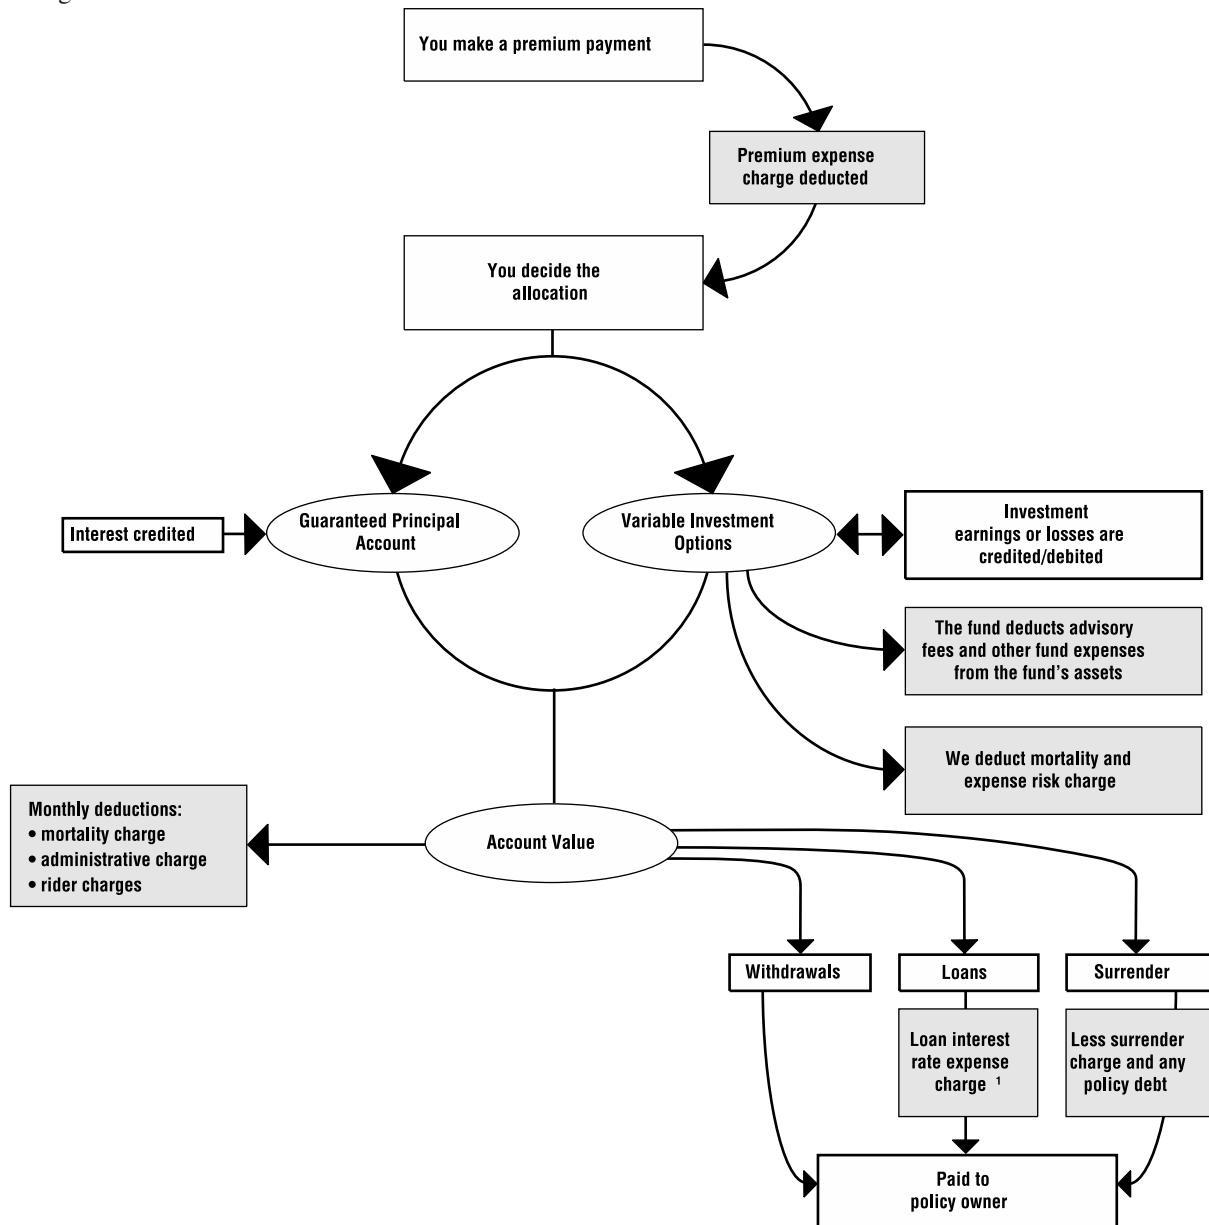 You make a premium payment
Premium expense
charge deducted
You decide the
allocation
Interest credited
Guaranteed Principal
Account
Variable Investment
Options
Investment
earnings or losses are
credited/debited
The fund deducts advisory
fees and other fund expenses
from the fund's assets
We deduct mortality and
expense risk charge
Monthly deductions:
• mortality charge
• administrative charge
• rider charges
Account Value
Withdrawals
Loans
Surrender
Loan interest
rate expense
charge ¹
Less surrender
charge and any
policy debt
Paid to
policy owner